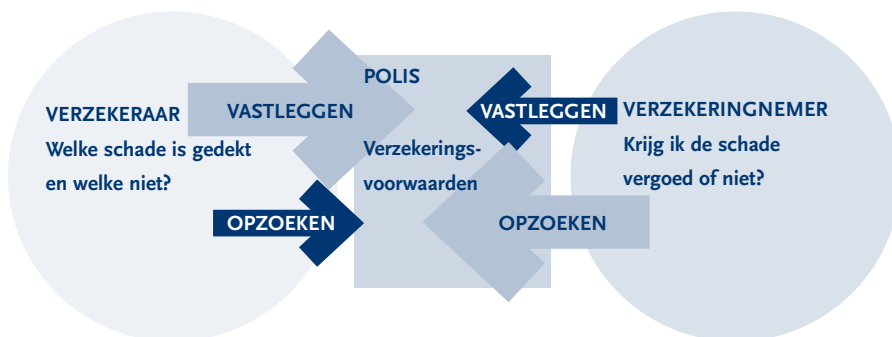 VERZEKERAAR
Welke schade is gedekt
en welke niet?
VASTLEGGEN
OPZOEKEN
POLIS
Verzekerings-
voorwaarden
VASTLEGGEN
OPZOEKEN
VERZEKERINGNEMER
Krijg ik de schade
vergoed of niet?